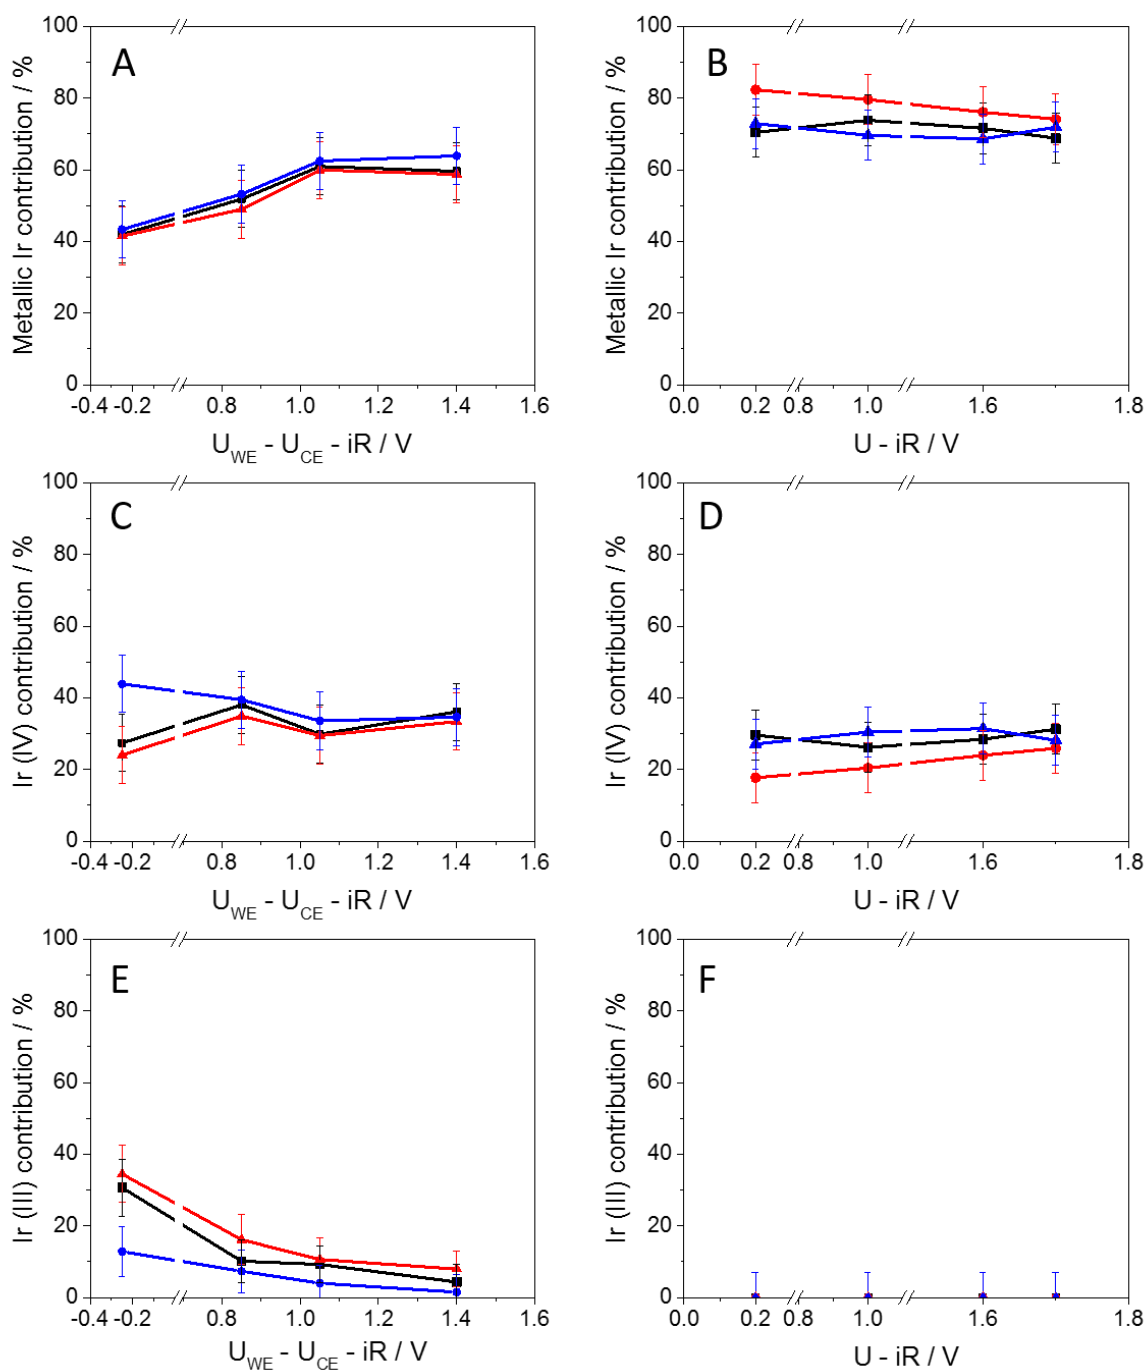 A
B
Metallic Ir contribution / %
100
80
60
40
20
0
-0.4 -0.2 0.8 1.0 1.2 1.4 1.6
U_WE - U_CE - iR / V
Metallic Ir contribution / %
100
80
60
40
20
0
0.0 0.2 0.8 1.0 1.6 1.8
U - iR / V
C
D
Ir (IV) contribution / %
100
80
60
40
20
0
-0.4 -0.2 0.8 1.0 1.2 1.4 1.6
U_WE - U_CE - iR / V
Ir (IV) contribution / %
100
80
60
40
20
0
0.0 0.2 0.8 1.0 1.6 1.8
U - iR / V
E
F
Ir (III) contribution / %
100
80
60
40
20
0
-0.4 -0.2 0.8 1.0 1.2 1.4 1.6
U_WE - U_CE - iR / V
Ir (III) contribution / %
100
80
60
40
20
0
0.0 0.2 0.8 1.0 1.6 1.8
U - iR / V